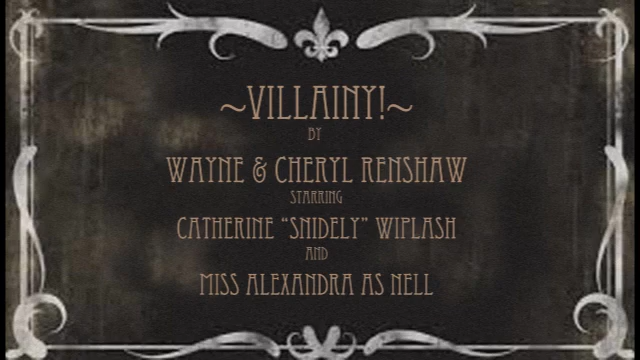 ~VILLAINY!~
BY
WAYNE & CHERYL RENSHAW
STARRING
CATHERINE “SNIDELY” WIPLASH
AND
MISS ALEXANDRA AS NELL